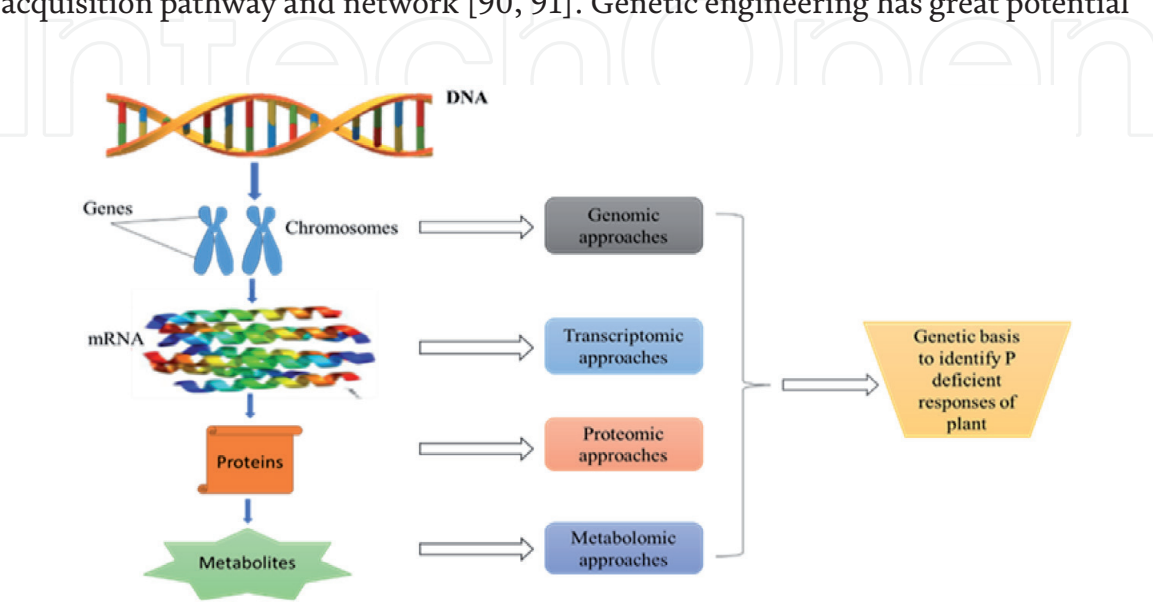 acquisition pathway and network [90, 91]. Genetic engineering has great potential
IntechOpen
DNA
Genes
Chromosomes
Genomic
approaches
mRNA
Transcriptomic
approaches
Genetic basis
to identify P
deficient
responses of
plant
Proteins
Proteomic
approaches
Metabolites
Metabolomic
approaches